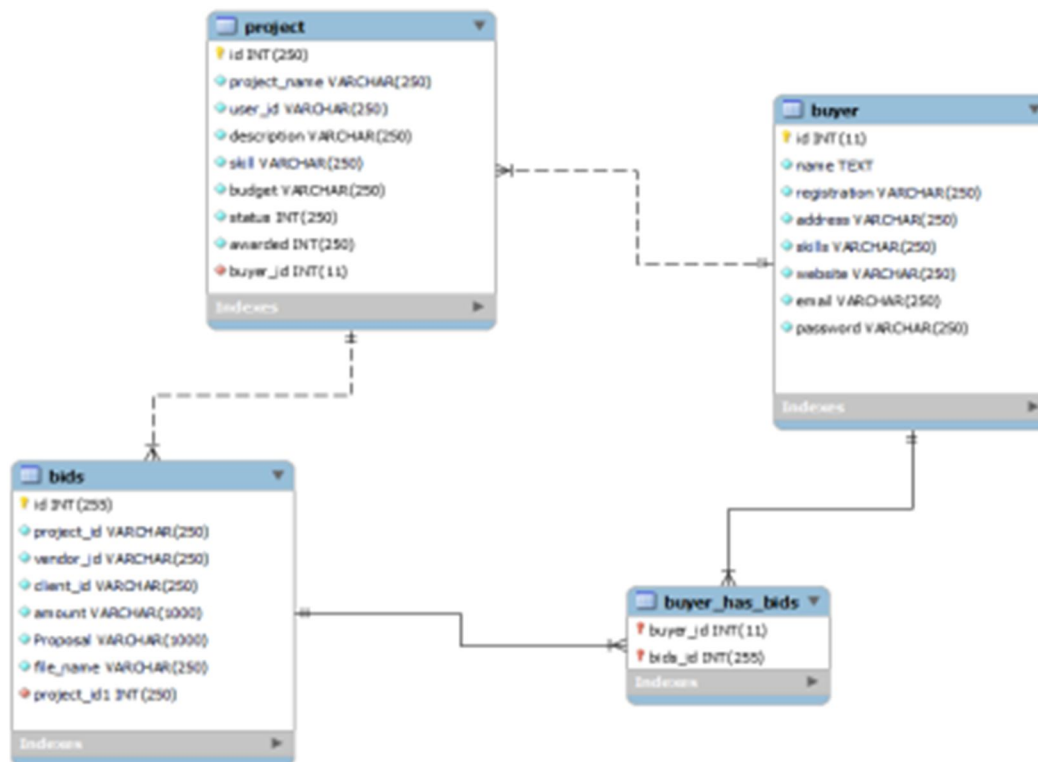 project
id INT(250)
project_name VARCHAR(250)
user_id VARCHAR(250)
description VARCHAR(250)
skill VARCHAR(250)
budget VARCHAR(250)
status INT(250)
awarded INT(250)
buyer_id INT(11)
Indexes
buyer
id INT(11)
name TEXT
registration VARCHAR(250)
address VARCHAR(250)
skills VARCHAR(250)
website VARCHAR(250)
email VARCHAR(250)
password VARCHAR(250)
Indexes
bids
id INT(255)
project_id VARCHAR(250)
vendor_id VARCHAR(250)
client_id VARCHAR(250)
amount VARCHAR(1000)
Proposal VARCHAR(1000)
file_name VARCHAR(250)
project_id1 INT(250)
Indexes
buyer_has_bids
buyer_id INT(11)
bids_id INT(255)
Indexes